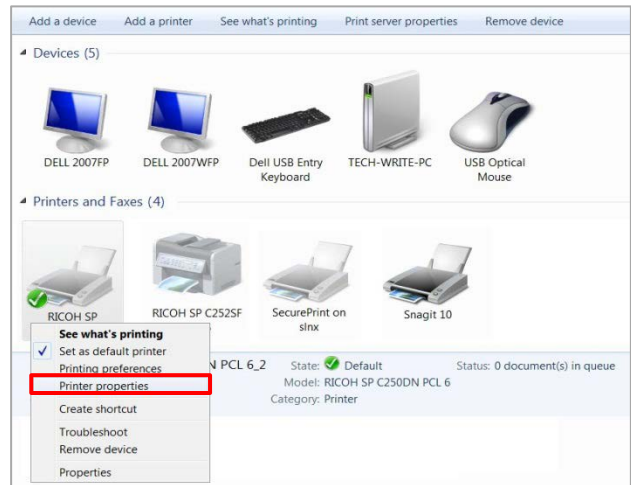 Add a device Add a printer See what's printing Print server properties Remove device
Devices (5)
DELL 2007FP DELL 2007WFP Dell USB Entry Keyboard TECH-WRITE-PC USB Optical Mouse
Printers and Faxes (4)
RICOH SP RICOH SP C252SF SecurePrint on slnx Snagit 10
See what's printing
Set as default printer
Printing preferences
Printer properties
Create shortcut
Troubleshoot
Remove device
Properties
N PCL 6_2 State: Default Status: 0 document(s) in queue
Model: RICOH SP C250DN PCL 6
Category: Printer